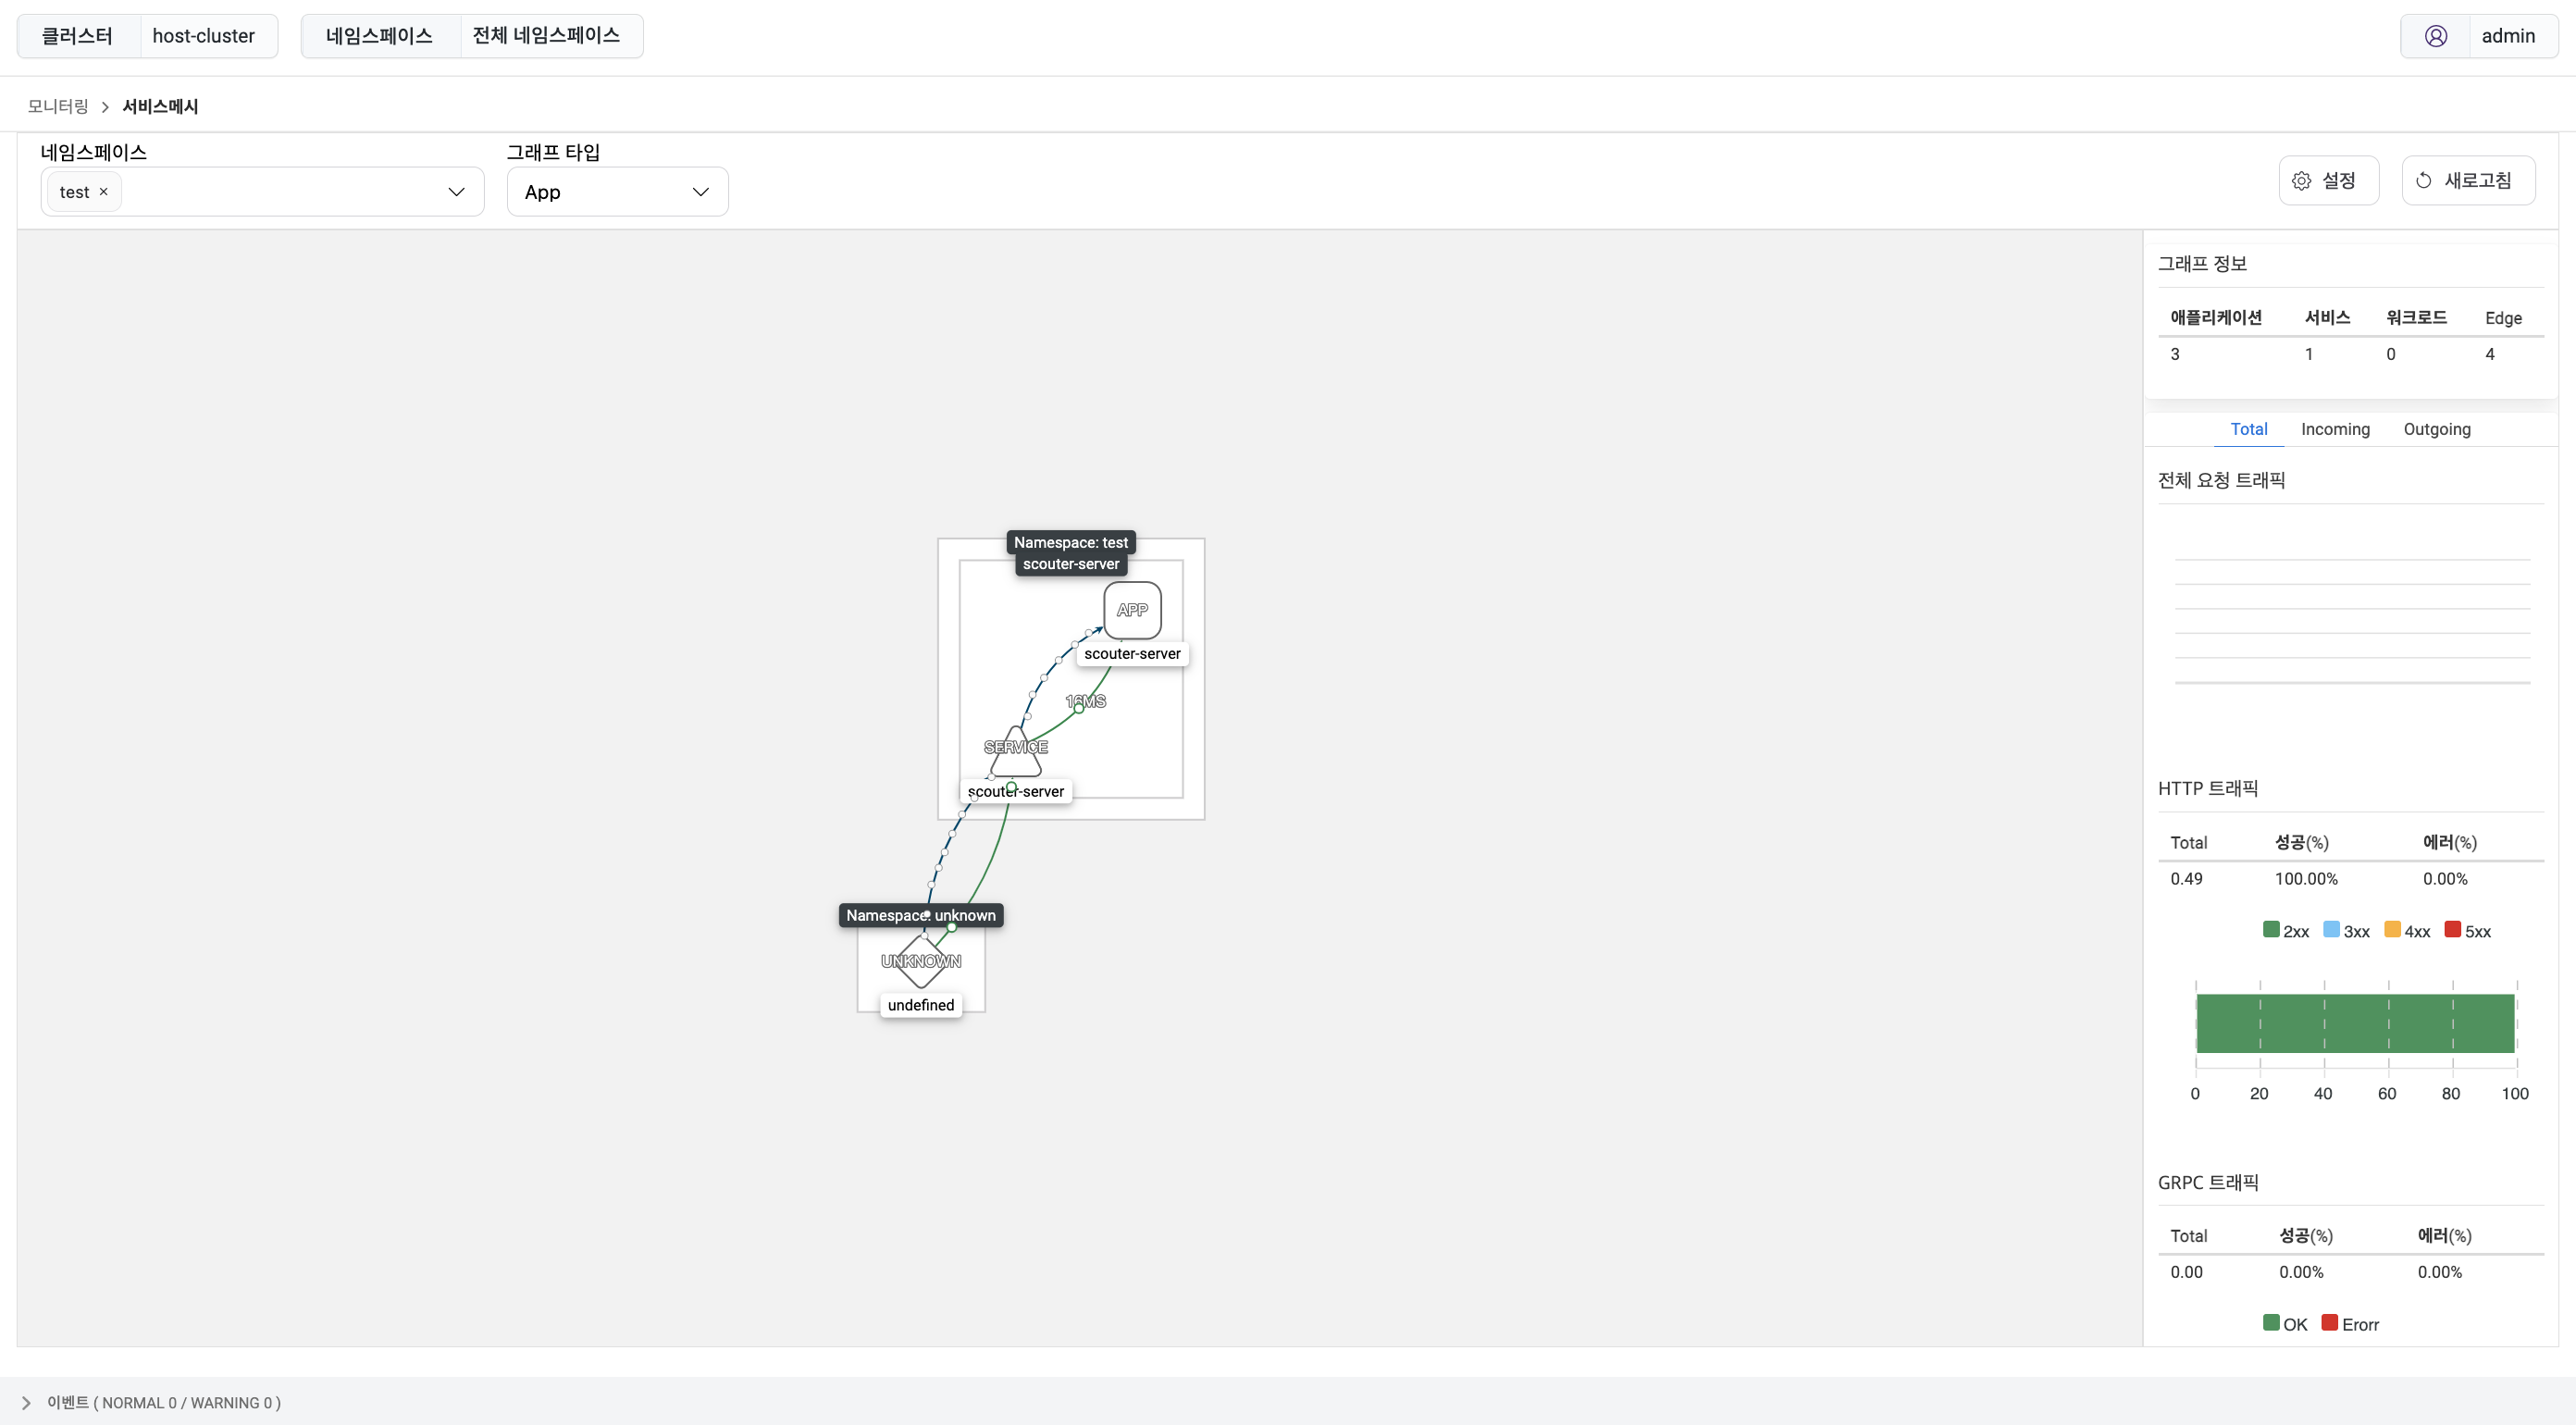 클러스터 host-cluster 네임스페이스 전체 네임스페이스 admin
모니터링 > 서비스메시
네임스페이스
그래프 타입
test ×
App
설정
새로고침
Namespace: test
scouter-server
APP
scouter-server
16MS
SERVICE
scouter-server
Namespace: unknown
UNKNOWN
undefined
그래프 정보
애플리케이션 서비스 워크로드 Edge
3 1 0 4
Total Incoming Outgoing
전체 요청 트래픽
HTTP 트래픽
Total 성공(%) 에러(%)
0.49 100.00% 0.00%
2xx 3xx 4xx 5xx
0 20 40 60 80 100
GRPC 트래픽
Total 성공(%) 에러(%)
0.00 0.00% 0.00%
OK Erorr
이벤트 ( NORMAL 0 / WARNING 0 )